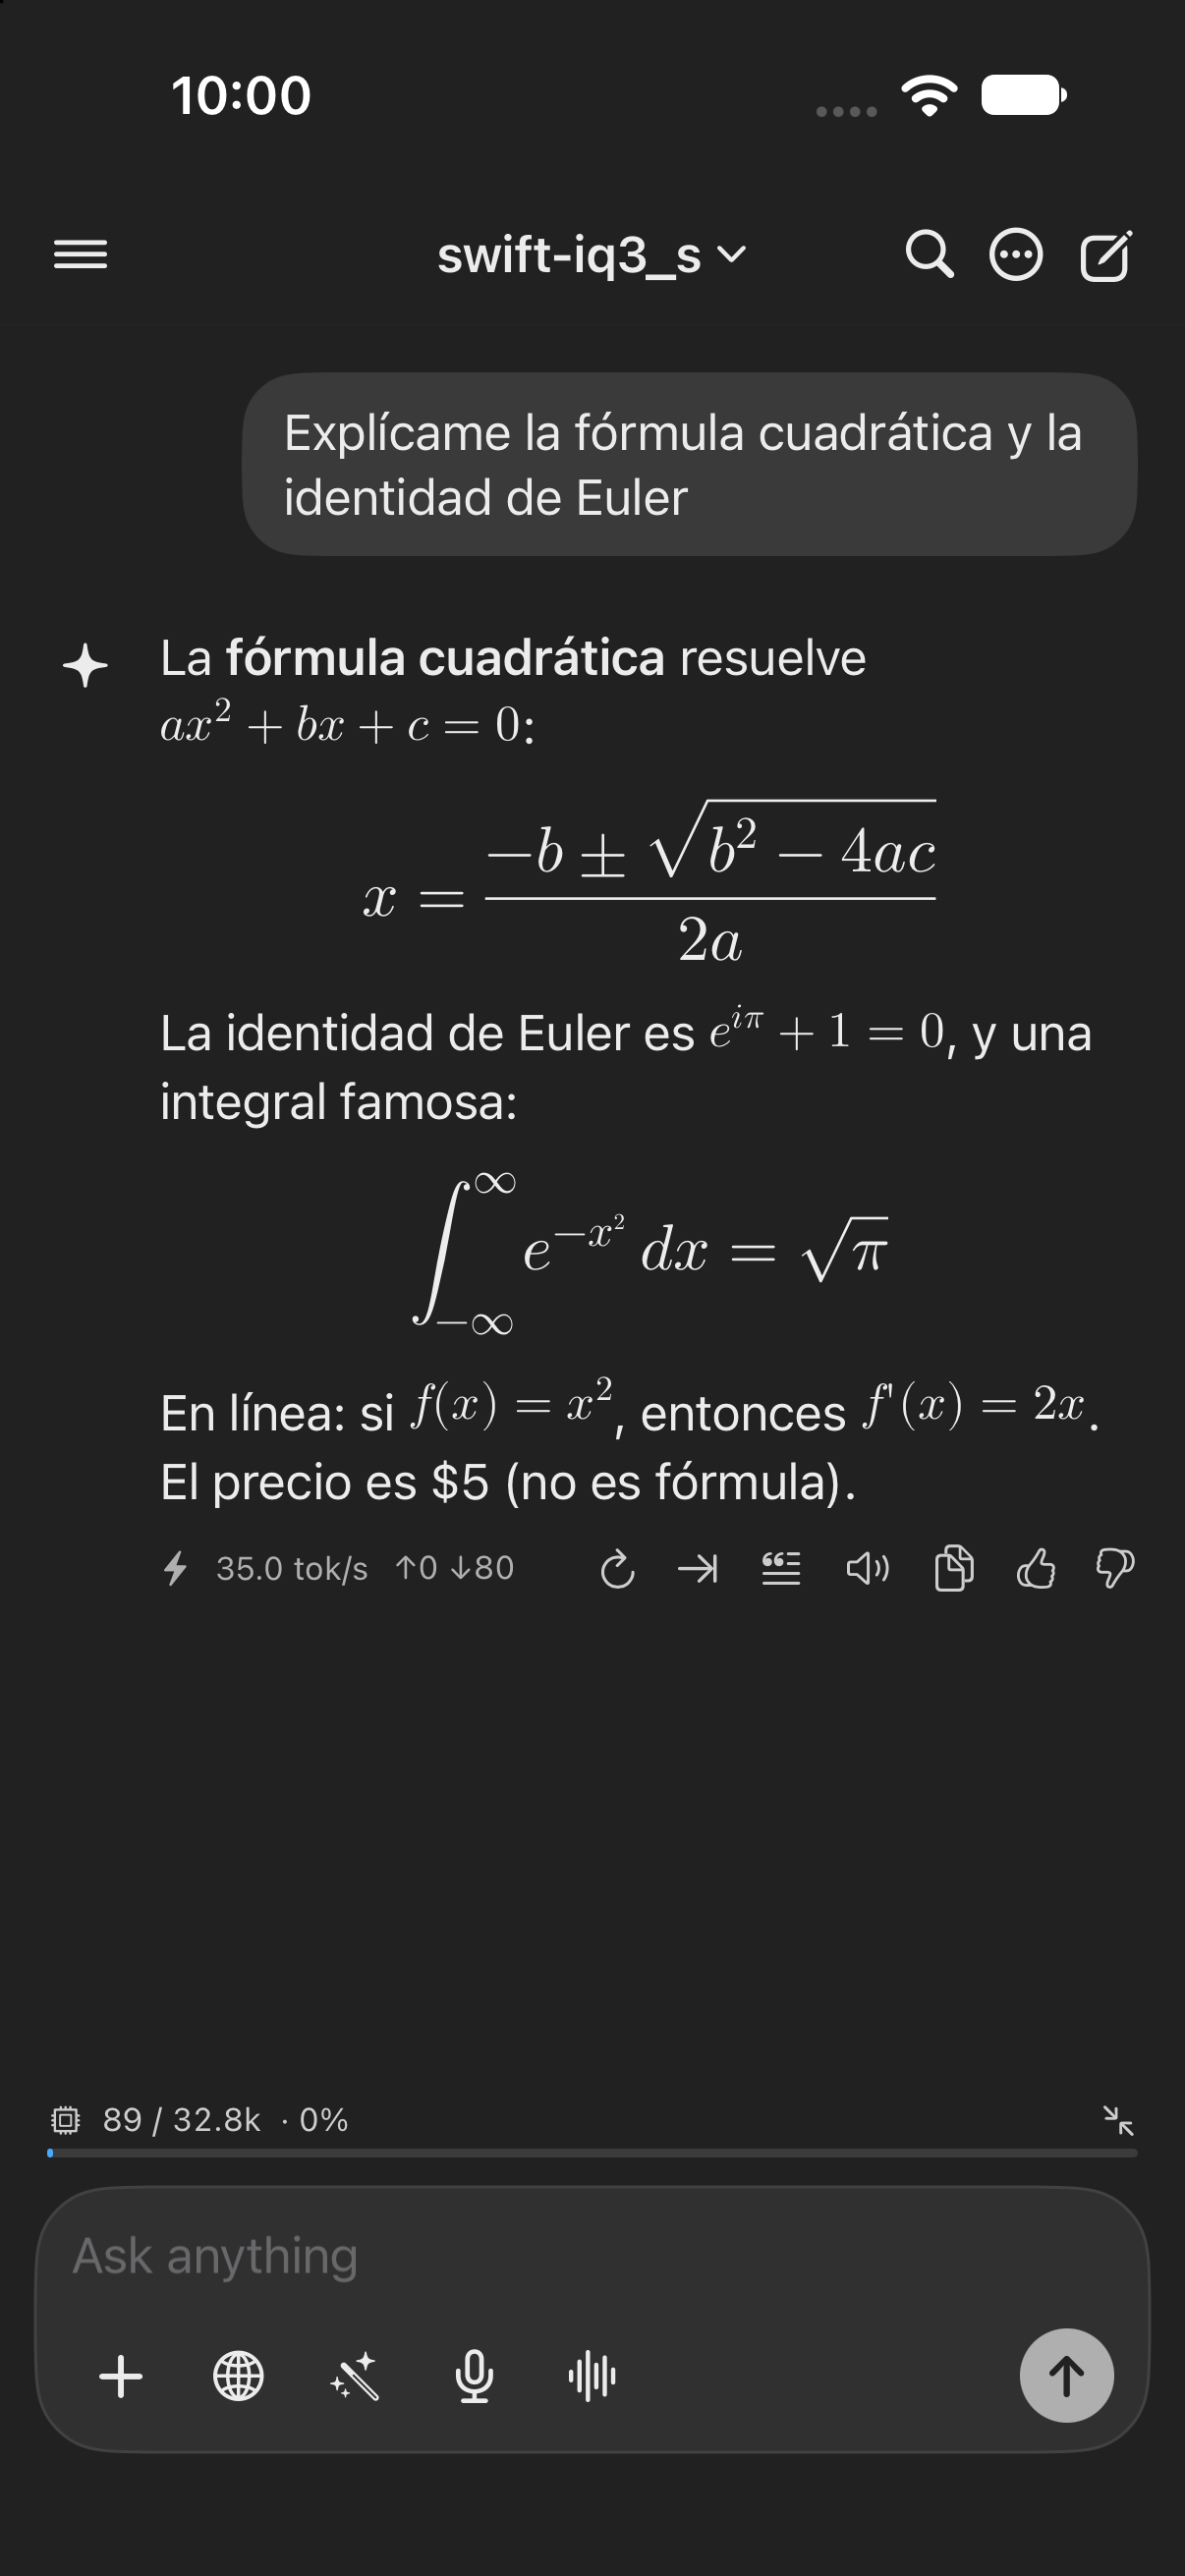 10:00
swift-iq3_s
Explícame la fórmula cuadrática y la
identidad de Euler
La fórmula cuadrática resuelve
ax² + bx + c = 0:
x = \frac{-b ± \sqrt{b² − 4ac}}{2a}
La identidad de Euler es e^{iπ} + 1 = 0, y una
integral famosa:
∫_{−∞}^{∞} e^{−x²} dx = √π
En línea: si f(x) = x², entonces f'(x) = 2x.
El precio es $5 (no es fórmula).
35.0 tok/s ↑0 ↓80
89 / 32.8k · 0%
Ask anything